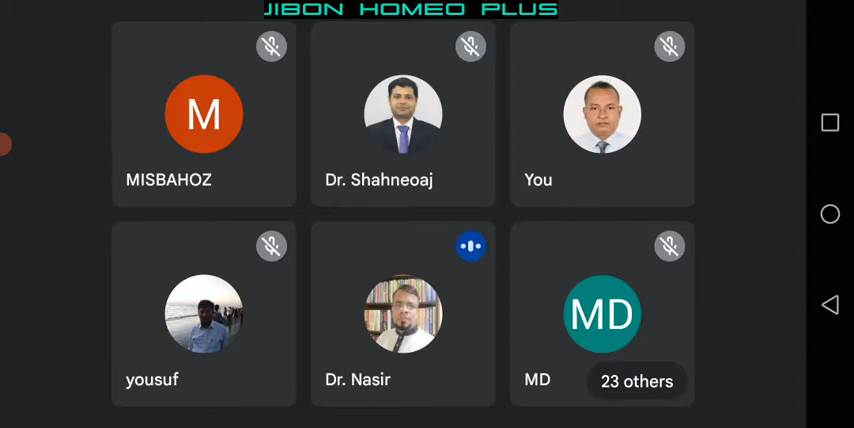 JIBON HOMEO PLUS
M
MISBAHOZ
Dr. Shahneoaj
You
yousuf
Dr. Nasir
MD
MD
23 others